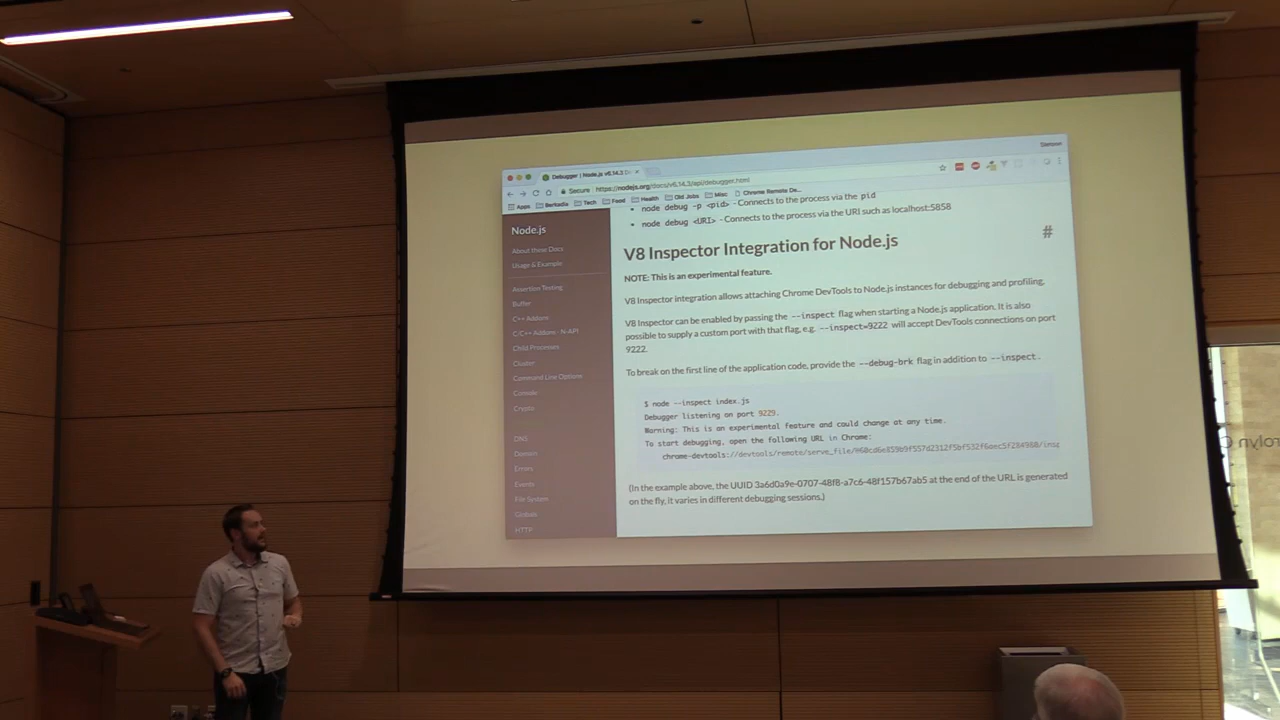 Debugger | Node.js v6.14.3 Do
Secure https://nodejs.org/docs/v6.14.3/api/debugger.html
Apps Berkadia Tech Food Health Old Jobs Misc Chrome Remote De...
Node.js
About these Docs
Usage & Example
Assertion Testing
Buffer
C++ Addons
C/C++ Addons - N-API
Child Processes
Cluster
Command Line Options
Console
Crypto
DNS
Domain
Errors
Events
File System
Globals
HTTP
• node debug -p <pid> - Connects to the process via the pid
• node debug <URI> - Connects to the process via the URI such as localhost:5858
V8 Inspector Integration for Node.js #
NOTE: This is an experimental feature.
V8 Inspector integration allows attaching Chrome DevTools to Node.js instances for debugging and profiling.
V8 Inspector can be enabled by passing the --inspect flag when starting a Node.js application. It is also
possible to supply a custom port with that flag, e.g. --inspect=9222 will accept DevTools connections on port
9222.
To break on the first line of the application code, provide the --debug-brk flag in addition to --inspect.
$ node --inspect index.js
Debugger listening on port 9229.
Warning: This is an experimental feature and could change at any time.
To start debugging, open the following URL in Chrome:
chrome-devtools://devtools/remote/serve_file/
(In the example above, the UUID 3a6d0a9e-0707-48f8-a7c6-48f157b67ab5 at the end of the URL is generated
on the fly, it varies in different debugging sessions.)